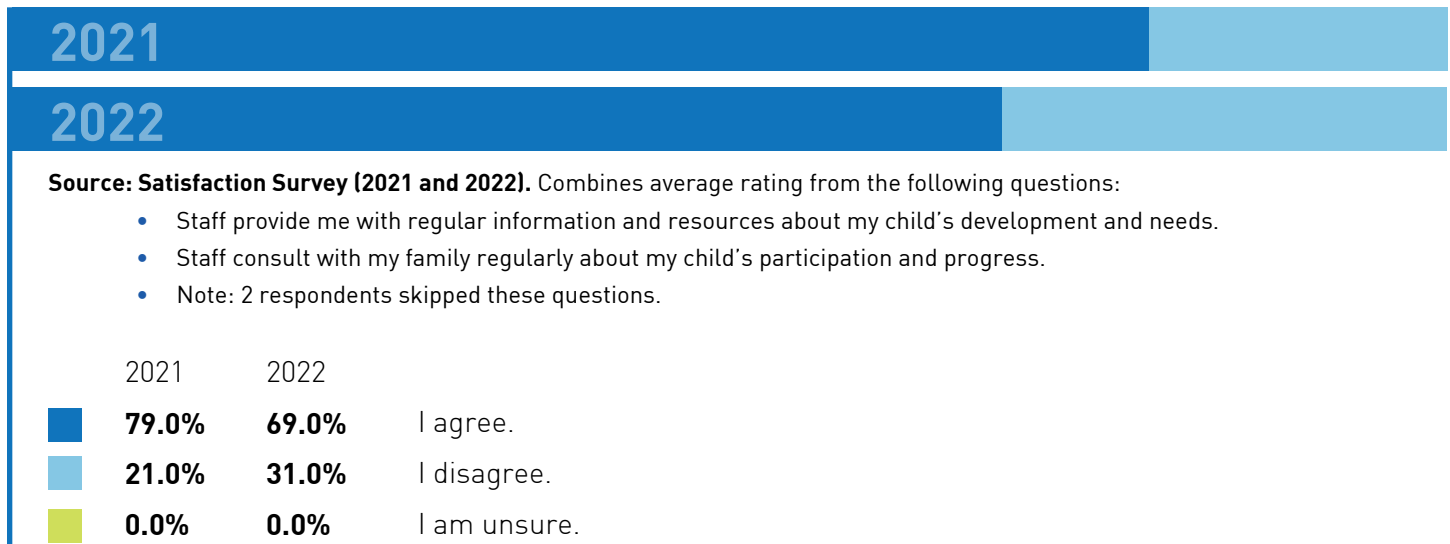 2021
2022
Source: Satisfaction Survey (2021 and 2022). Combines average rating from the following questions:
• Staff provide me with regular information and resources about my child’s development and needs.
• Staff consult with my family regularly about my child’s participation and progress.
• Note: 2 respondents skipped these questions.
2021 2022
79.0% 69.0% I agree.
21.0% 31.0% I disagree.
0.0% 0.0% I am unsure.